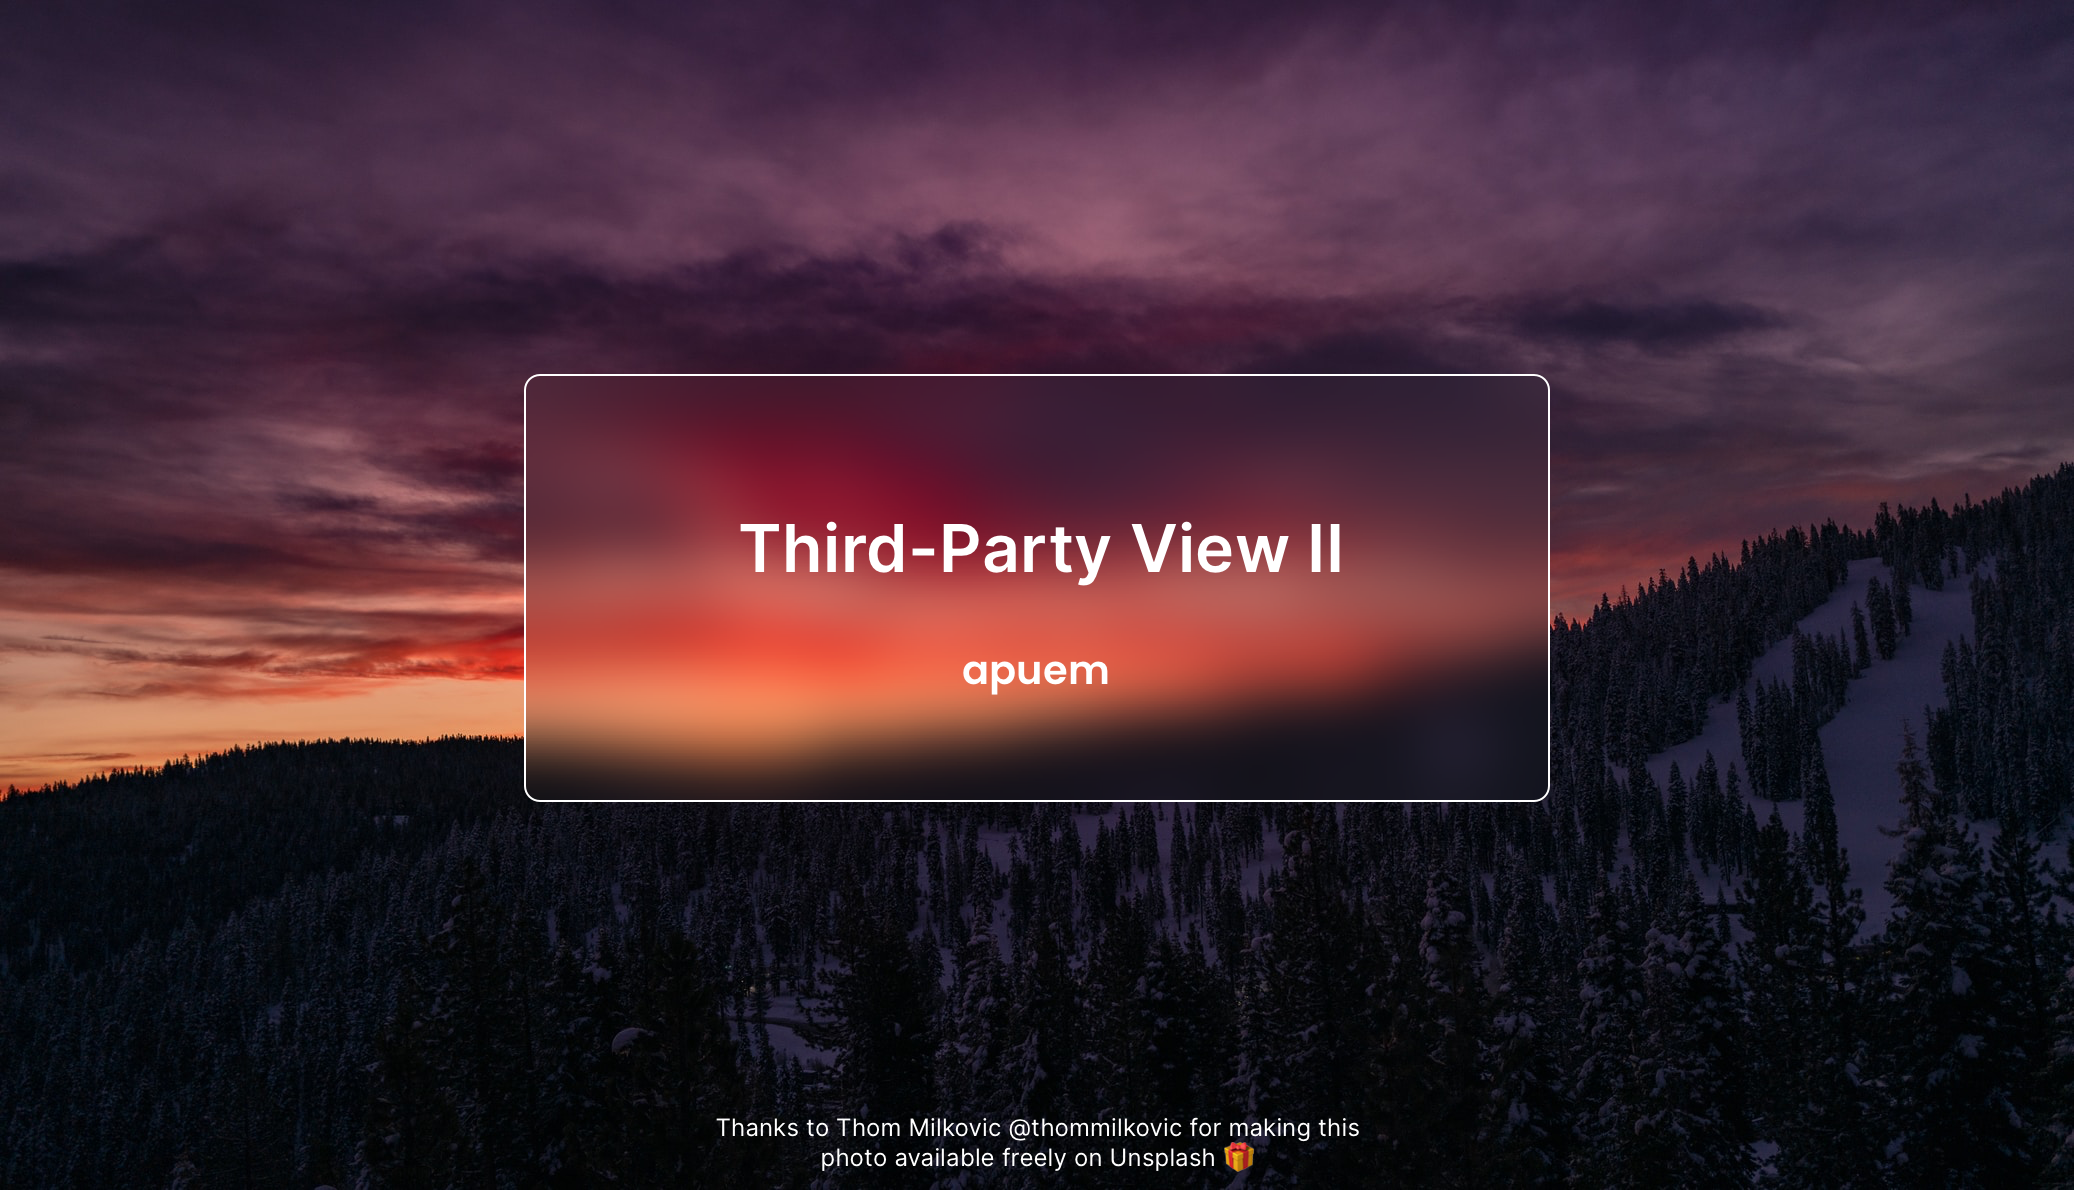 Third-Party View II
apuem
Thanks to Thom Milkovic @thommilkovic for making this
photo available freely on Unsplash 🎁